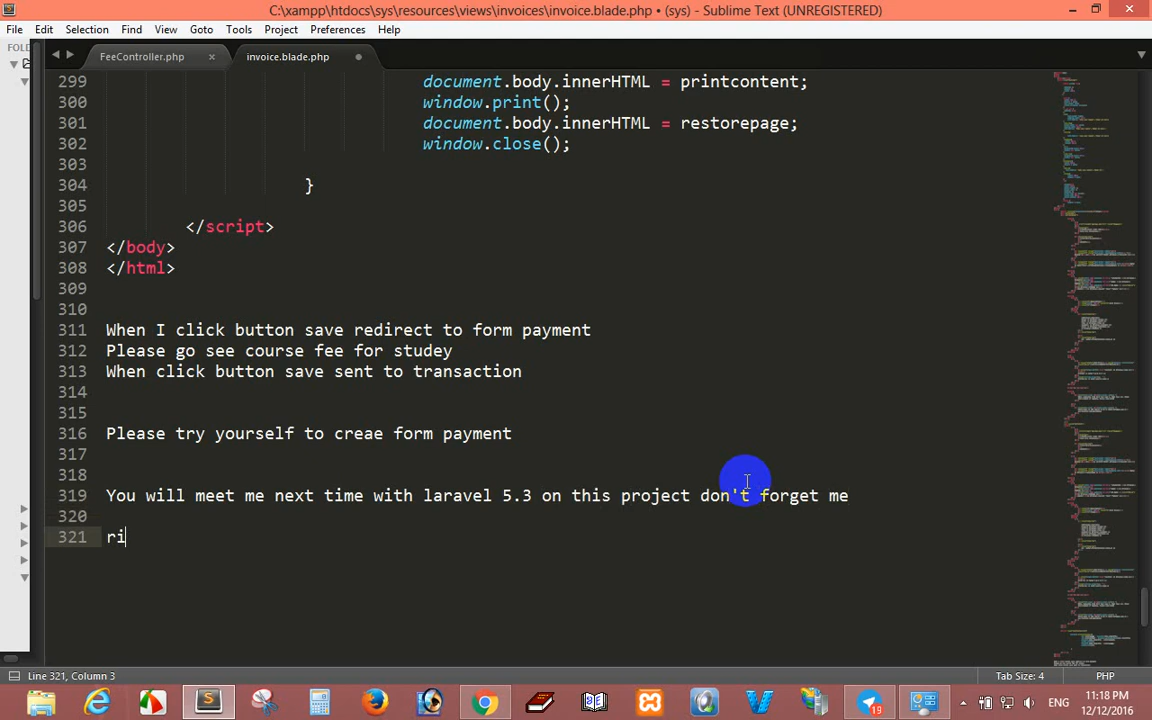 C:\xampp\htdocs\sys\resources\views\invoices\invoice.blade.php • (sys) - Sublime Text (UNREGISTERED)
File Edit Selection Find View Goto Tools Project Preferences Help
FOL
FeeController.php × invoice.blade.php
299 document.body.innerHTML = printcontent;
300 window.print();
301 document.body.innerHTML = restorepage;
302 window.close();
303
304 }
305
306 </script>
307 </body>
308 </html>
309
310
311 When I click button save redirect to form payment
312 Please go see course fee for studey
313 When click button save sent to transaction
314
315
316 Please try yourself to creae form payment
317
318
319 You will meet me next time with laravel 5.3 on this project don't forget me
320
321 ri
Line 321, Column 3 Tab Size: 4 PHP
19 ENG 11:18 PM
12/12/2016